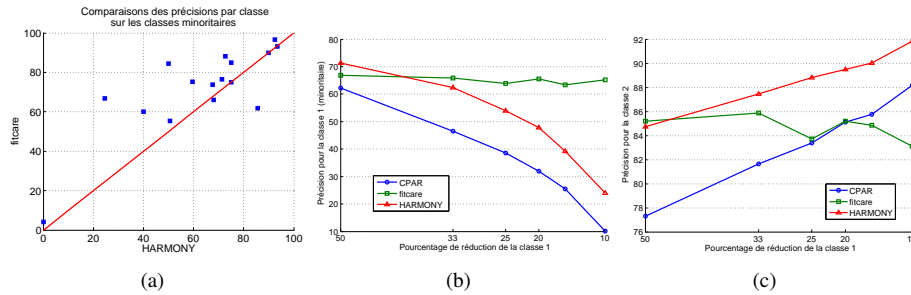 Comparaisons des précisions par classe
sur les classes minoritaires
100
80
60
40
20
0
fitcare
0
20
40
60
80
100
HARMONY
(a)
80
70
60
50
40
30
20
10
Précision pour la classe 1 (minoritaire)
CPAR
fitcare
HARMONY
50
33
25
20
10
Pourcentage de réduction de la classe 1
(b)
92
90
88
86
84
82
80
78
76
Précision pour la classe 2
CPAR
fitcare
HARMONY
50
33
25
20
1
Pourcentage de réduction de la classe1
(c)